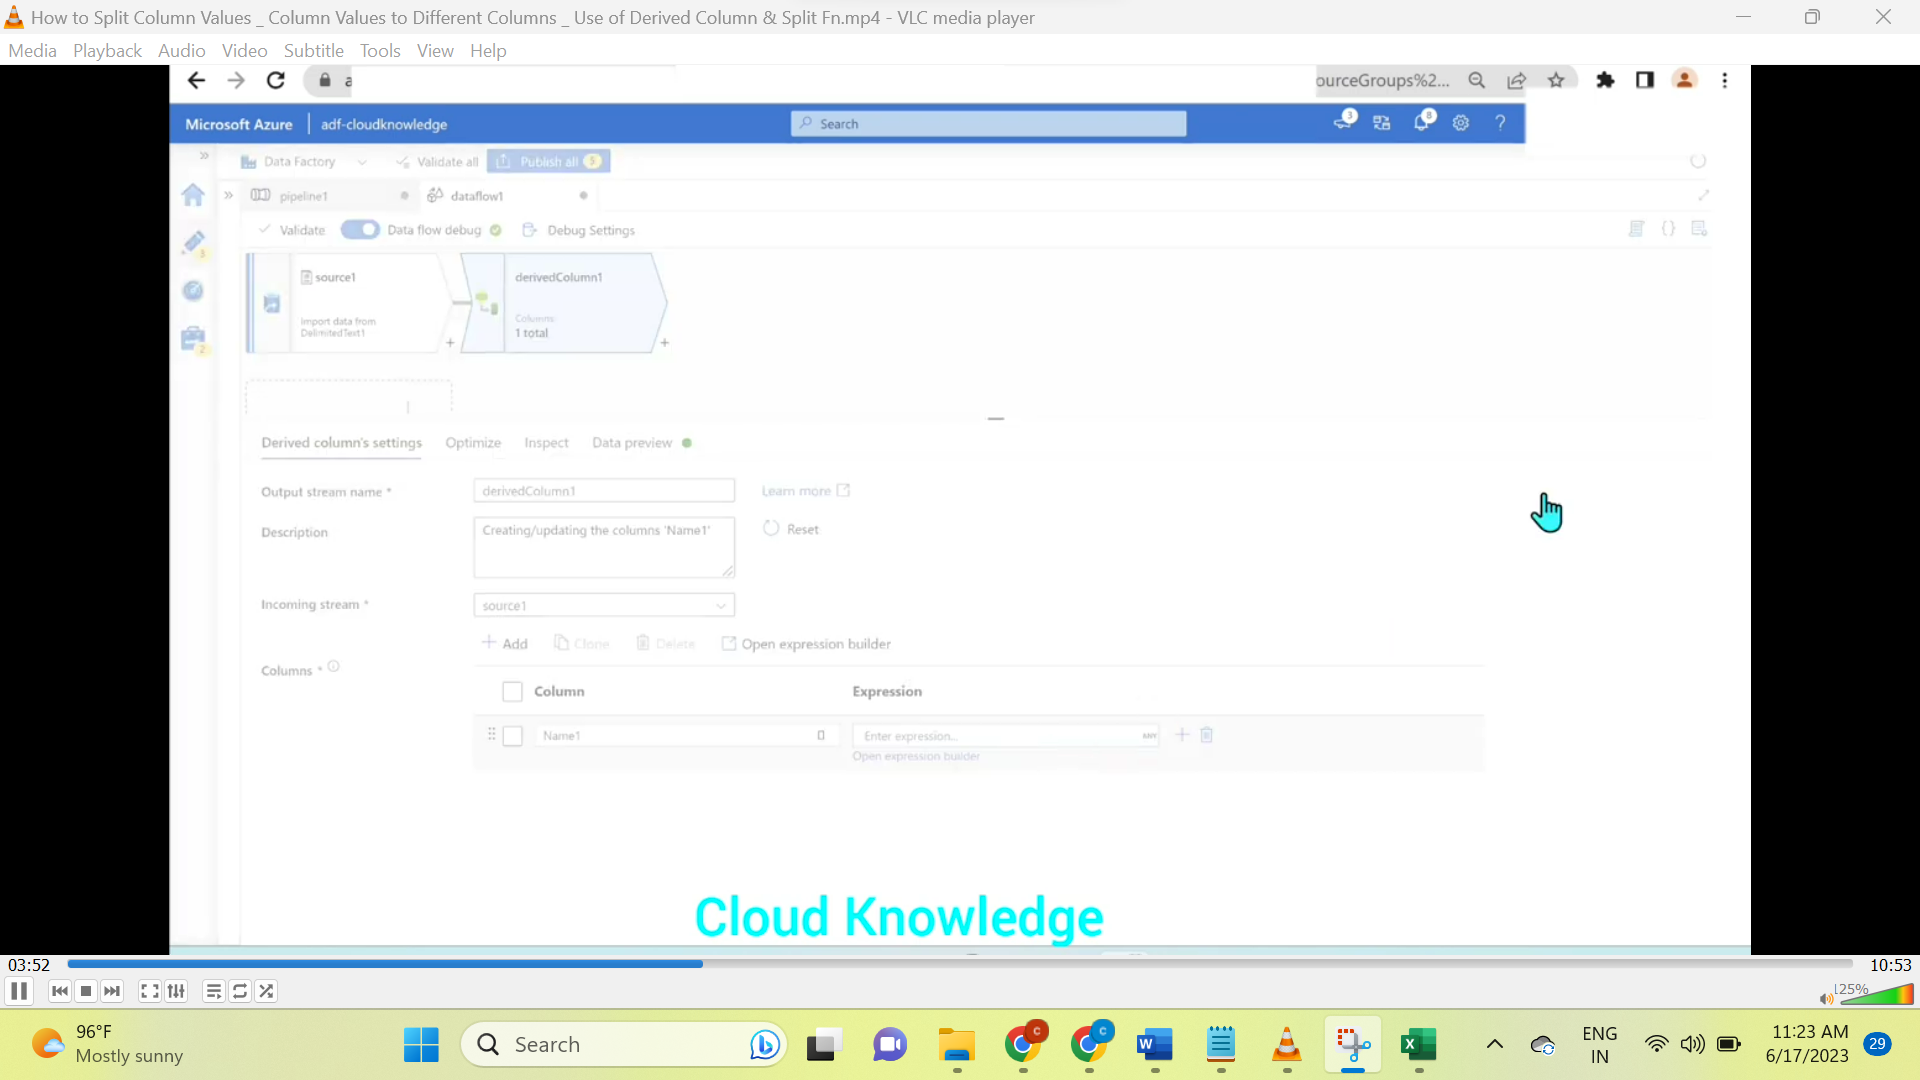 How to Split Column Values _ Column Values to Different Columns _ Use of Derived Column & Split Fn.mp4 - VLC media player
Media Playback Audio Video Subtitle Tools View Help
a
ourceGroups%2...
Microsoft Azure adf-cloudknowledge Search 3 8 ?
Data Factory Validate all Publish all 5
pipeline1 dataflow1
Validate Data flow debug Debug Settings
3
source1 derivedColumn1
Import data from
DelimitedText1
Columns:
1 total
2
Derived column's settings Optimize Inspect Data preview
Output stream name * derivedColumn1 Learn more
Description Creating/updating the columns 'Name1' Reset
Incoming stream * source1
Add Clone Delete Open expression builder
Columns *
Column Expression
Name1 Enter expression... ANY
Open expression builder
Cloud Knowledge
03:52 10:53
125%
96°F
Mostly sunny
Search
ENG
IN
11:23 AM
6/17/2023
29